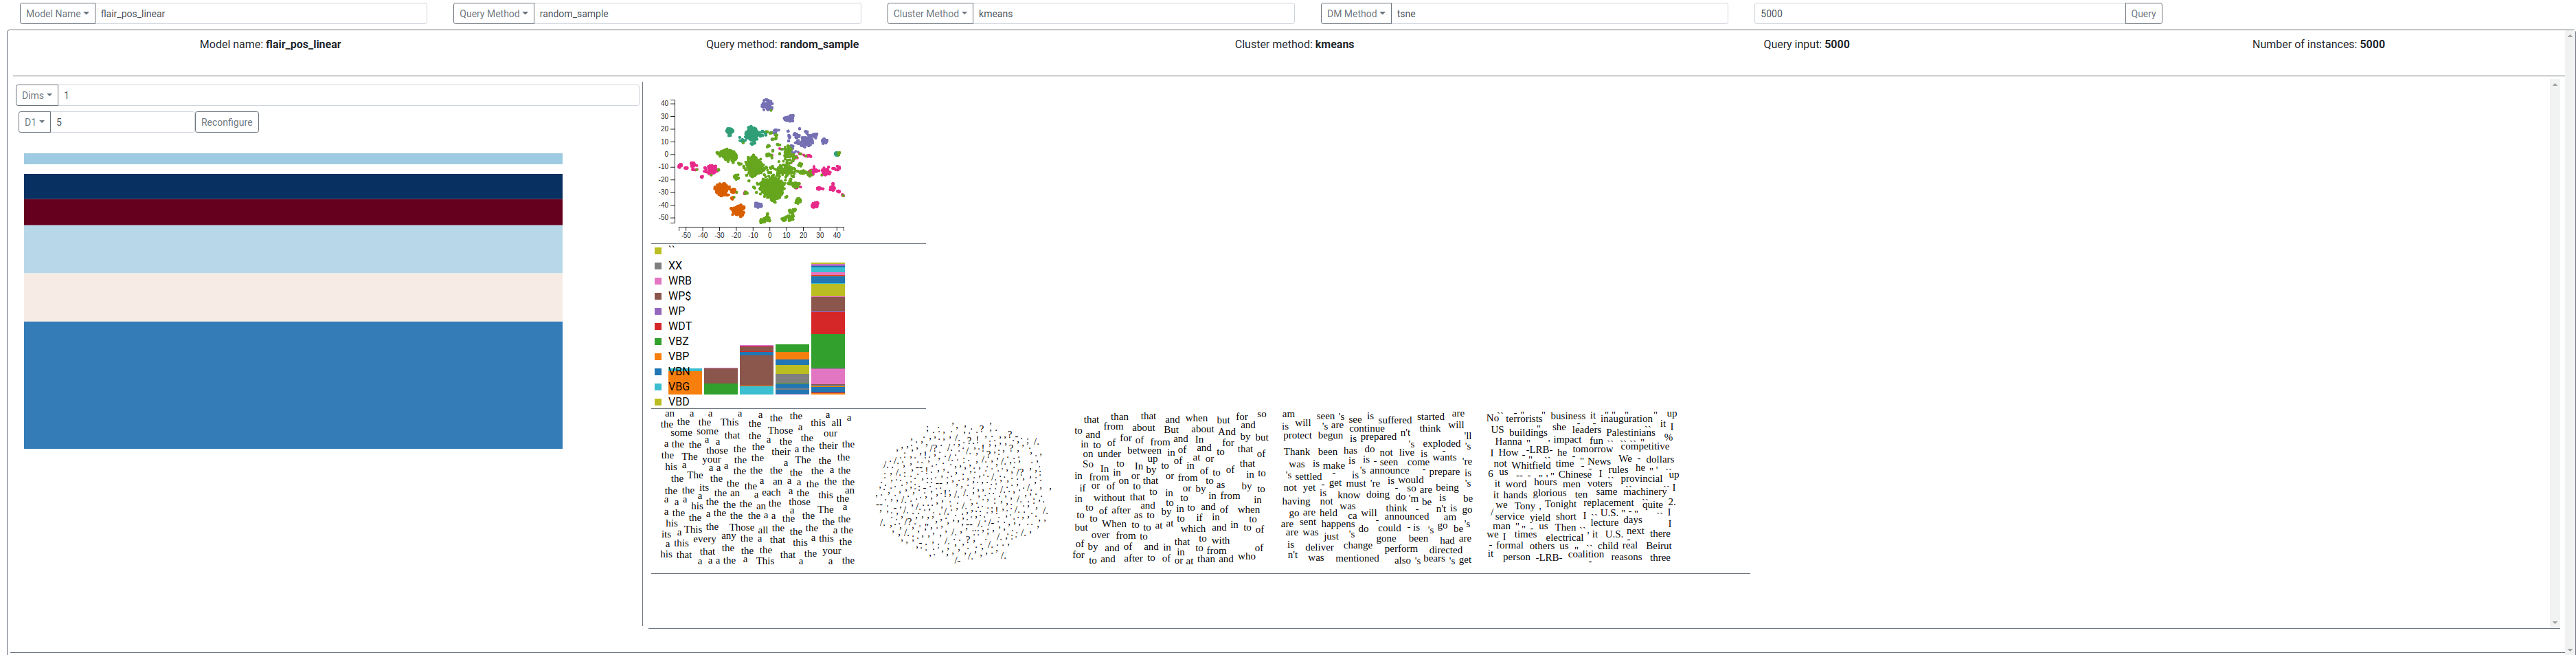 Model Name flair_pos_linear Query Method random_sample Cluster Method kmeans DM Method tsne 5000 Query
Model name: flair_pos_linear Query method: random_sample Cluster method: kmeans Query input: 5000 Number of instances: 5000
Dims 1
D1 5 Reconfigure
40
30
20
10
0
-10
-20
-30
-40
-50
-50 -40 -30 -20 -10 0 10 20 30 40
``
XX
WRB
WP$
WP
WDT
VBZ
VBP
VBN
VBG
VBD
an a a a a the a a
the the the This the the this all
some some that the Those our
the a a the a their the
the The those the their a the
your the the a The the the
his a a a a the the the a the
the The the the an a a the the
the the its the an a each a the this an
a a a his the the an those The a
a the the a the the a a the the
his This the Those all the the a the
its a this every any the a that this a this the
his that that the the the that the your
a a a the a This a a the
that than that and when but for so
to and from about But about And by but
in to of for of from and In for that
on under between in of and to of
So to up of at or that
in from In in by to in of to of in to
if or of on to that or from to
in without that to in or by as by to
to of after and to in from in
to to as to by in to and of when
but When to to at at to if in to
over from to which and in to of
of by and of and in that to with
for to and after to of in to from of
or at than and who
am seen 's see is suffered started are
is will 's are continue n't think will
protect begun is prepared 's exploded 'll
Thank been has do not live is 's
was is make is is - seen come wants 're
's settled - is 's announce - prepare is
not yet - get must 're is would 's
having not is know doing do - so are being
was think 'm be is be
go are held ca will announced - n't is go
are sent happens 's do could - is am
are was just 's gone 's go be 's
is deliver change been had are
n't was mentioned perform directed
also 's bears 's get
No terrorists business it inauguration up
US buildings she leaders Palestinians it I
Hanna impact fun %
I How -LRB- he tomorrow competitive
not Whitfield time News We - dollars
6 us Chinese I rules he up
it word hours men voters provincial
it hands glorious ten same machinery I
we Tony , Tonight replacement quite 2.
/ service yield short I U.S. I
man us Then lecture days I
we I times electrical it U.S. next there
- formal others us child real Beirut
it person -LRB- coalition reasons three